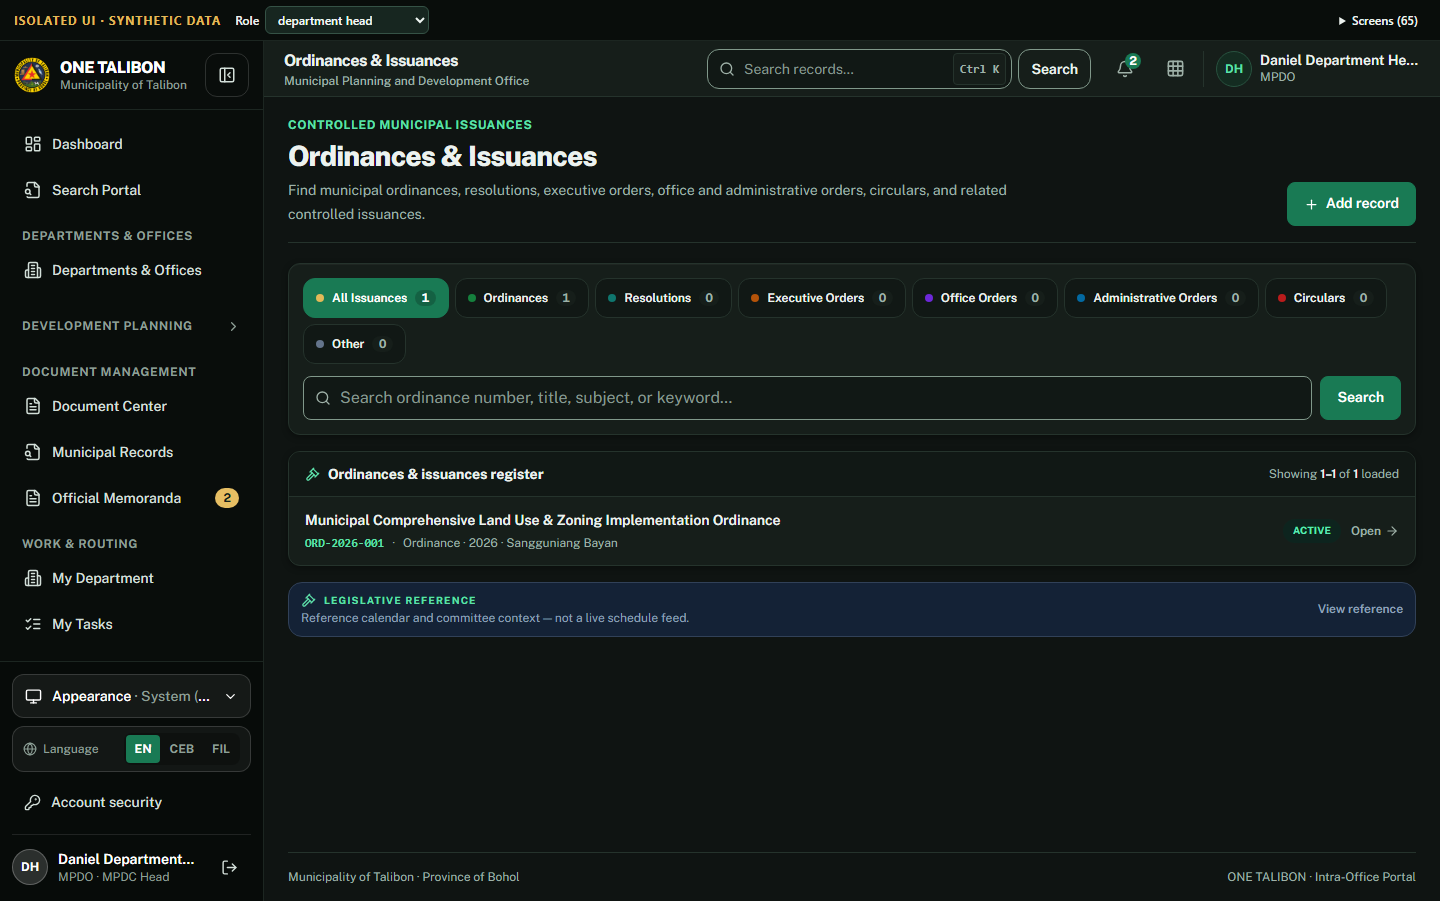 ISOLATED UI · SYNTHETIC DATA Role department head Screens (65)
ONE TALIBON
Municipality of Talibon
Ordinances & Issuances
Municipal Planning and Development Office
Search records... Ctrl K Search
2
DH Daniel Department He...
MPDO
Dashboard
Search Portal
DEPARTMENTS & OFFICES
Departments & Offices
DEVELOPMENT PLANNING
DOCUMENT MANAGEMENT
Document Center
Municipal Records
Official Memoranda 2
WORK & ROUTING
My Department
My Tasks
Appearance · System (...
Language EN CEB FIL
Account security
DH Daniel Department...
MPDO · MPDC Head
CONTROLLED MUNICIPAL ISSUANCES
Ordinances & Issuances
Find municipal ordinances, resolutions, executive orders, office and administrative orders, circulars, and related
controlled issuances.
+ Add record
All Issuances 1 Ordinances 1 Resolutions 0 Executive Orders 0 Office Orders 0 Administrative Orders 0 Circulars 0
Other 0
Search ordinance number, title, subject, or keyword... Search
Ordinances & issuances register Showing 1–1 of 1 loaded
Municipal Comprehensive Land Use & Zoning Implementation Ordinance
ORD-2026-001 · Ordinance · 2026 · Sangguniang Bayan ACTIVE Open →
LEGISLATIVE REFERENCE
Reference calendar and committee context — not a live schedule feed. View reference
Municipality of Talibon · Province of Bohol ONE TALIBON · Intra-Office Portal